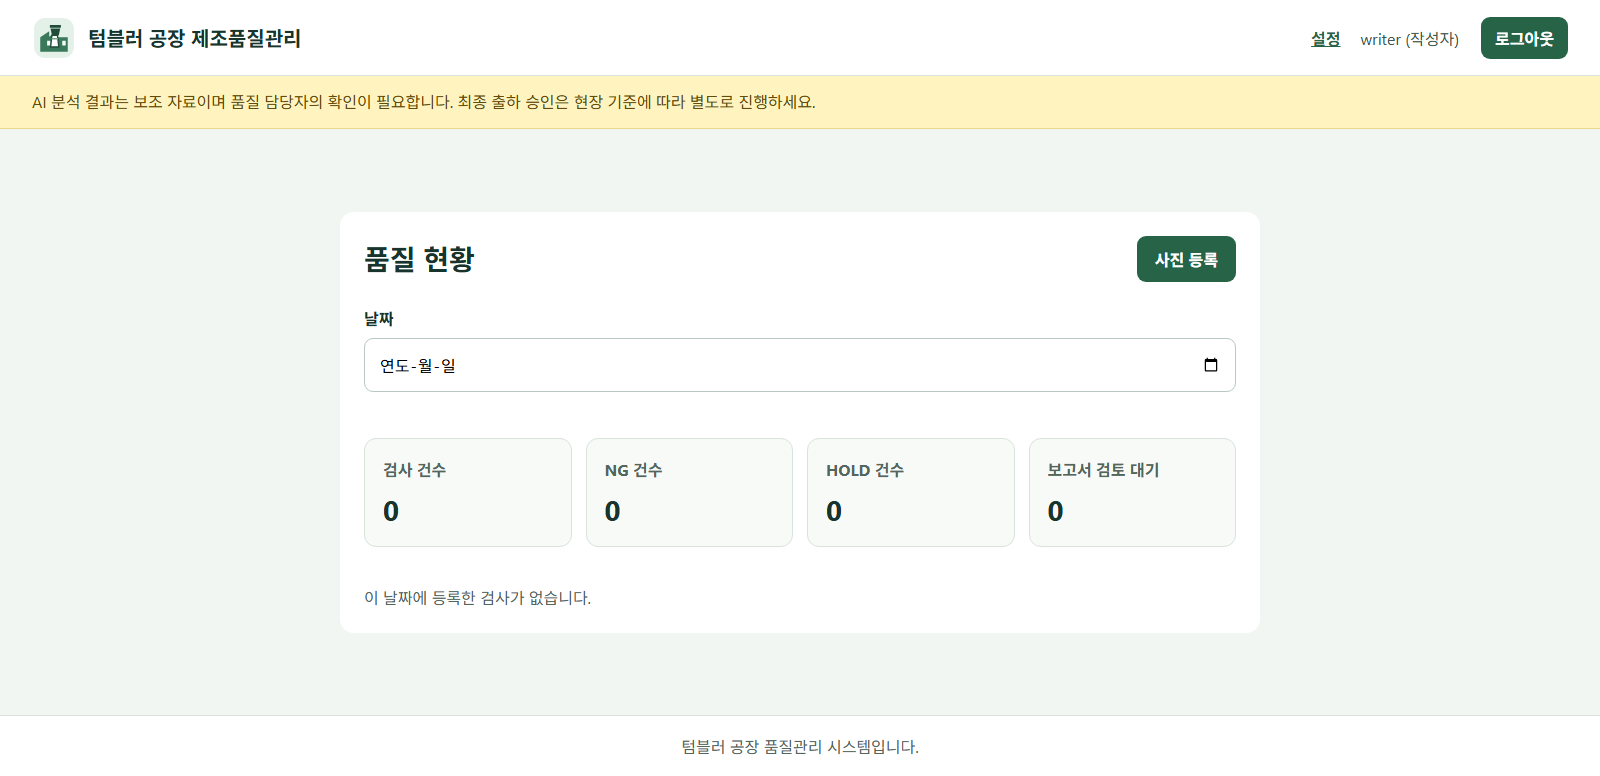 텀블러 공장 제조품질관리
설정 writer (작성자) 로그아웃
AI 분석 결과는 보조 자료이며 품질 담당자의 확인이 필요합니다. 최종 출하 승인은 현장 기준에 따라 별도로 진행하세요.
품질 현황
사진 등록
날짜
연도-월-일
검사 건수
0
NG 건수
0
HOLD 건수
0
보고서 검토 대기
0
이 날짜에 등록한 검사가 없습니다.
텀블러 공장 품질관리 시스템입니다.